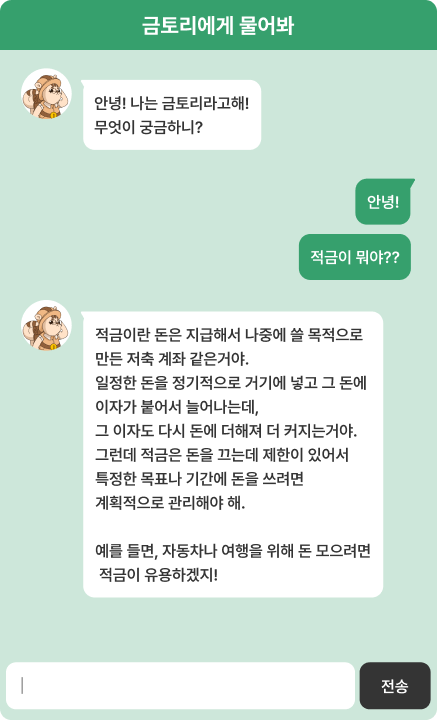 금토리에게 물어봐
안녕! 나는 금토리라고해!
무엇이 궁금하니?
안녕!
적금이 뭐야??
적금이란 돈은 지급해서 나중에 쓸 목적으로
만든 저축 계좌 같은거야.
일정한 돈을 정기적으로 거기에 넣고 그 돈에
이자가 붙어서 늘어나는데,
그 이자도 다시 돈에 더해져 더 커지는거야.
그런데 적금은 돈을 끄는데 제한이 있어서
특정한 목표나 기간에 돈을 쓰려면
계획적으로 관리해야 해.
예를 들면, 자동차나 여행을 위해 돈 모으려면
적금이 유용하겠지!
전송